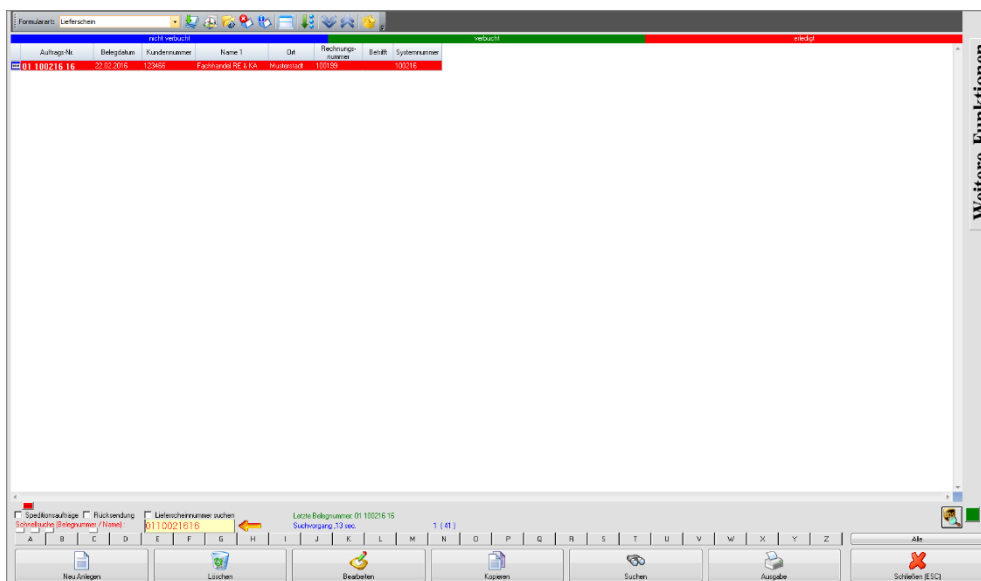 Formularart: Lieferschein
nicht verbucht verbucht erledigt
Auftrags-Nr. Belegdatum Kundennummer Name 1 Ort Rechnungs-nummer Betrifft Systemnummer
01 100216 16 22.02.2016 123466 Fachhandel RE & KA Musterstadt 100199 100216
Weitere Funktionen
Speditionsaufträge Rücksendung Lieferscheinnummer suchen Letzte Belegnummer: 01 100216 16
Schnellsuche (Belegnummer / Name) : 0110021616 Suchvorgang ,13 sec. 1 ( 41 )
A B C D E F G H I J K L M N O P Q R S T U V W X Y Z Alle
Neu Anlegen Löschen Bearbeiten Kopieren Suchen Ausgabe Schließen (ESC)